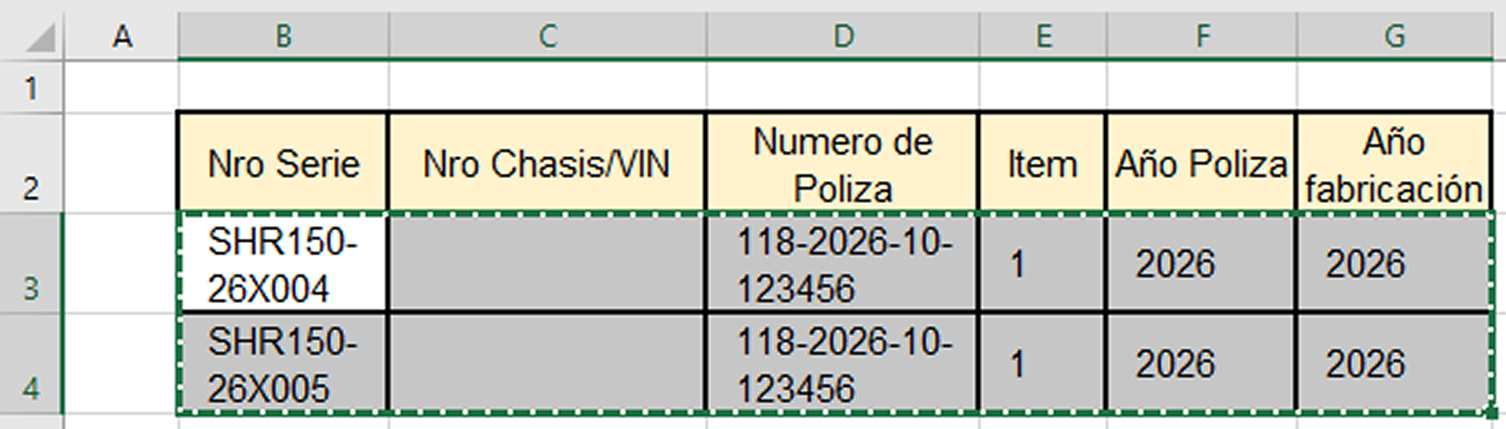 A B C D E F G
1
2 Nro Serie Nro Chasis/VIN Numero de Poliza Item Año Poliza Año fabricación
3 SHR150-26X004 118-2026-10-123456 1 2026 2026
4 SHR150-26X005 118-2026-10-123456 1 2026 2026